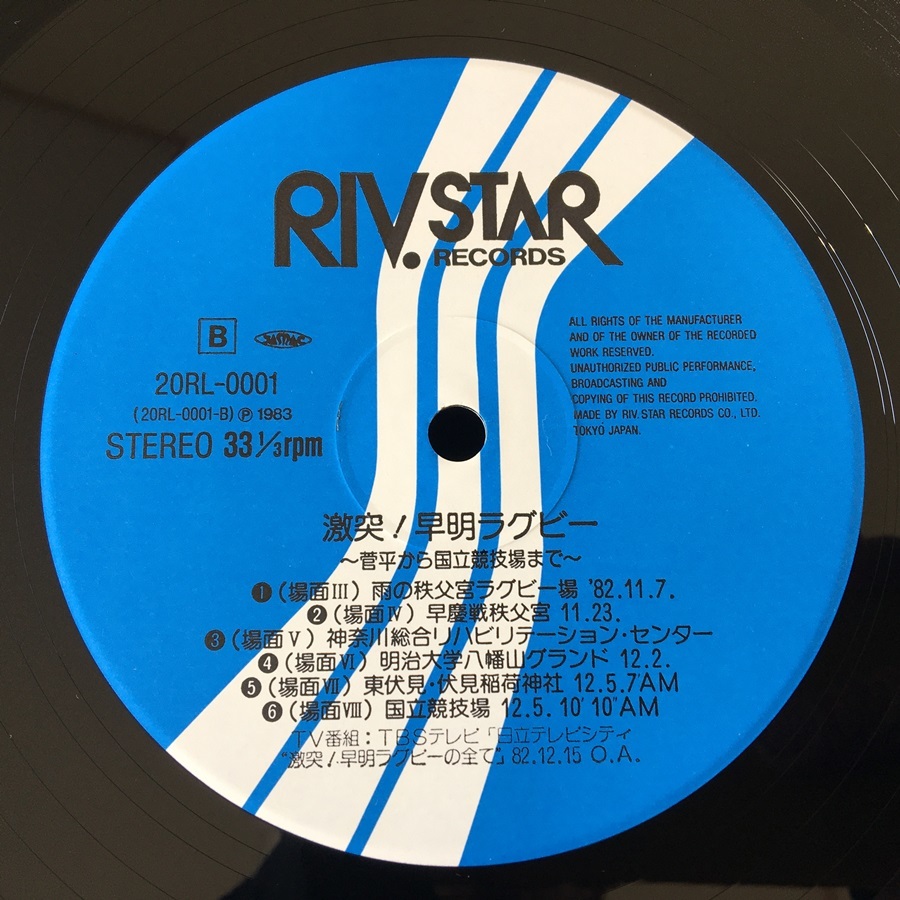 RIV.STAR
RECORDS
B
20RL-0001
(20RL-0001-B) Ⓟ 1983
STEREO 33 1/3rpm
ALL RIGHTS OF THE MANUFACTURER
AND OF THE OWNER OF THE RECORDED
WORK RESERVED.
UNAUTHORIZED PUBLIC PERFORMANCE,
BROADCASTING AND
COPYING OF THIS RECORD PROHIBITED.
MADE BY RIV. STAR RECORDS CO., LTD.
TOKYO JAPAN.
激突!早明ラグビー
〜菅平から国立競技場まで〜
❶(場面III)雨の秩父宮ラグビー場 '82.11.7.
❷(場面IV)早慶戦秩父宮 11.23.
❸(場面V)神奈川総合リハビリテーション・センター
❹(場面VI)明治大学八幡山グランド 12.2.
❺(場面VII)東伏見・伏見稲荷神社 12.5.7'AM
❻(場面VIII)国立競技場 12.5. 10' 10"AM
TV番組:TBSテレビ「日立テレビシティ
"激突!早明ラグビーの全て」82.12.15 O.A.